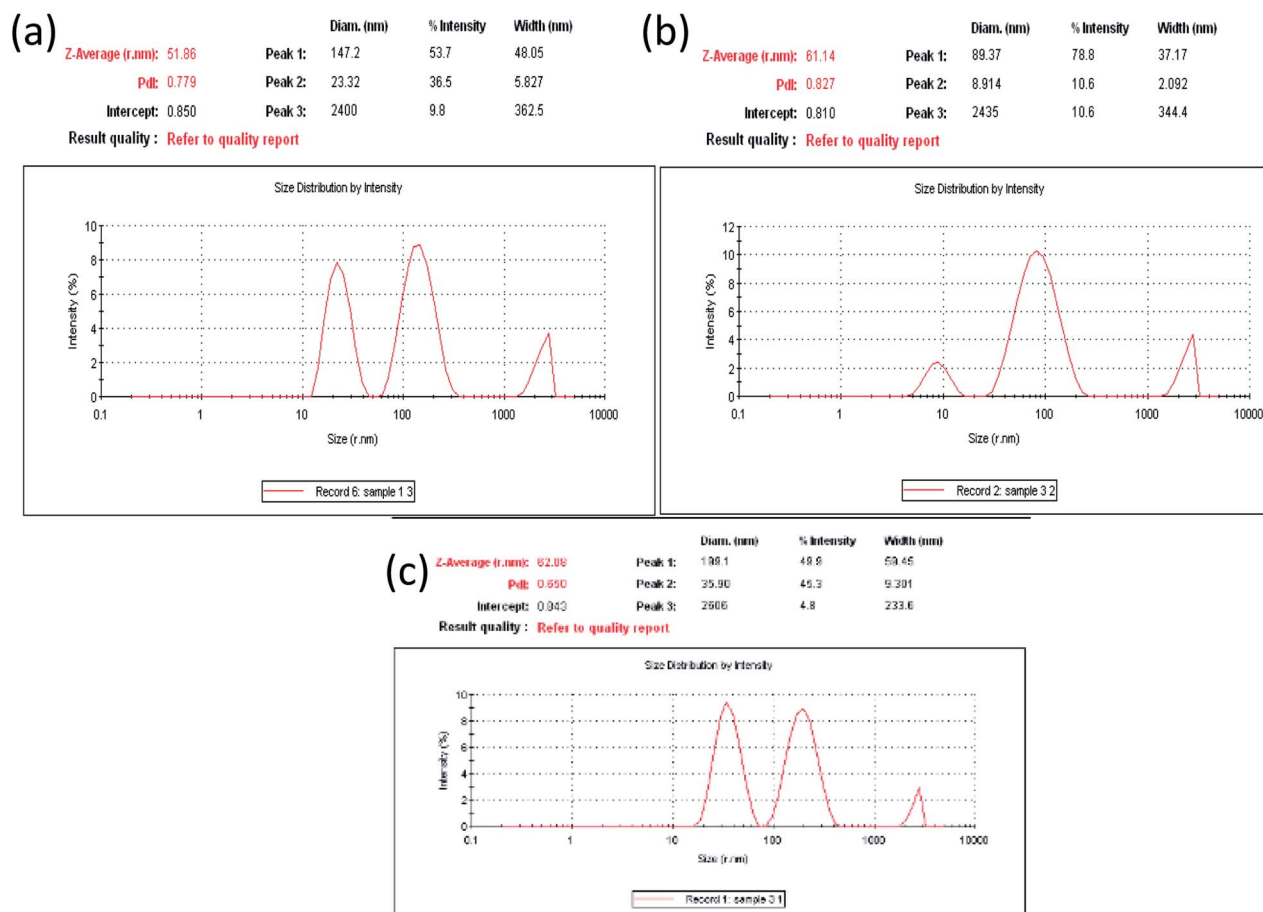 (a)
Diam. (nm) % Intensity Width (nm)
Z-Average (r.nm): 51.86 Peak 1: 147.2 53.7 48.05
PdI: 0.779 Peak 2: 23.32 36.5 5.827
Intercept: 0.850 Peak 3: 2400 9.8 362.5
Result quality : Refer to quality report
Size Distribution by Intensity
Intensity (%)
10
8
6
4
2
0
0.1 1 10 100 1000 10000
Size (r.nm)
Record 6: sample 1 3
(b)
Diam. (nm) % Intensity Width (nm)
Z-Average (r.nm): 61.14 Peak 1: 89.37 78.8 37.17
PdI: 0.827 Peak 2: 8.914 10.6 2.092
Intercept: 0.810 Peak 3: 2435 10.6 344.4
Result quality : Refer to quality report
Size Distribution by Intensity
Intensity (%)
12
10
8
6
4
2
0
0.1 1 10 100 1000 10000
Size (r.nm)
Record 2: sample 3 2
(c)
Diam. (nm) % Intensity Width (nm)
Z-Average (r.nm): Peak 1:
PdI: Peak 2: 35.90
Intercept: Peak 3: 4.8 233.6
Result quality : Refer to quality report
Size Distribution by Intensity
Intensity (%)
10
8
6
4
2
0
0.1 1 10 100 1000 10000
Size (r.nm)
Record 1: sample 3 1